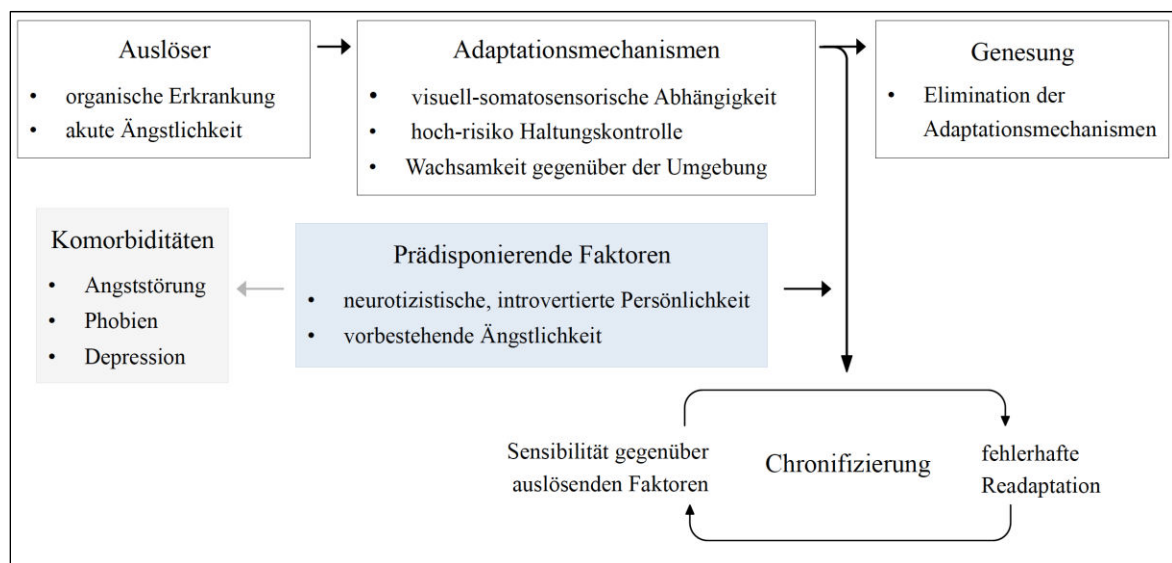 Auslöser
• organische Erkrankung
• akute Ängstlichkeit
Adaptationsmechanismen
• visuell-somatosensorische Abhängigkeit
• hoch-risiko Haltungskontrolle
• Wachsamkeit gegenüber der Umgebung
Genesung
• Elimination der
Adaptationsmechanismen
Komorbiditäten
• Angststörung
• Phobien
• Depression
Prädisponierende Faktoren
• neurotizistische, introvertierte Persönlichkeit
• vorbestehende Ängstlichkeit
Sensibilität gegenüber
auslösenden Faktoren
Chronifizierung
fehlerhafte
Readaptation